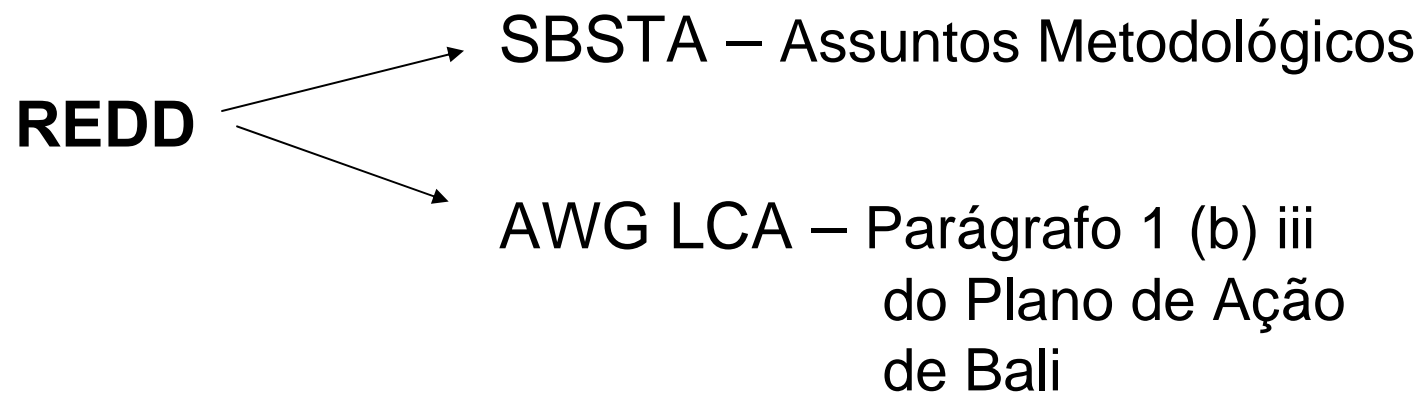 SBSTA – Assuntos Metodológicos
REDD
AWG LCA – Parágrafo 1 (b) iii
do Plano de Ação
de Bali